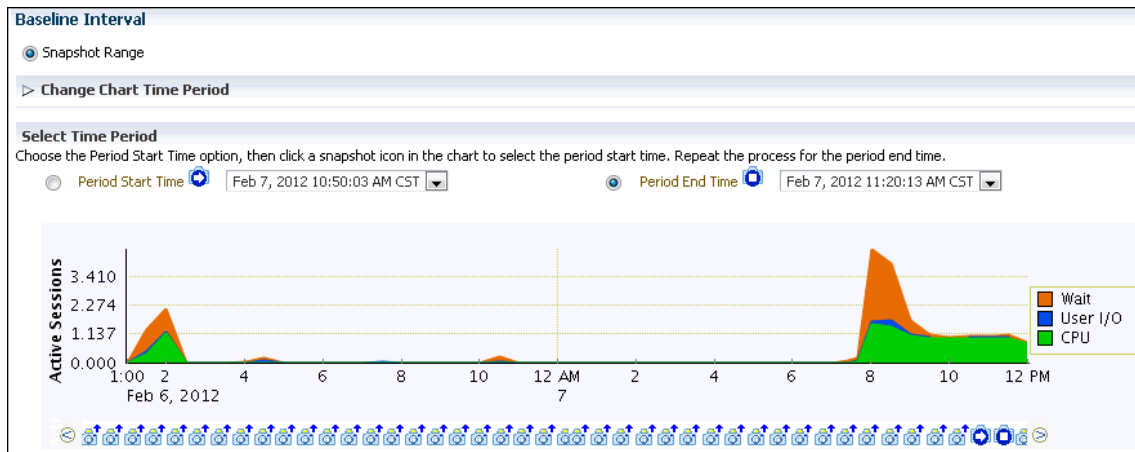 Baseline Interval
Snapshot Range
Change Chart Time Period
Select Time Period
Choose the Period Start Time option, then click a snapshot icon in the chart to select the period start time. Repeat the process for the period end time.
Period Start Time Feb 7, 2012 10:50:03 AM CST Period End Time Feb 7, 2012 11:20:13 AM CST
Active Sessions
3.410
2.274
1.137
0.000
Wait
User I/O
CPU
1:00 2 4 6 8 10 12 AM 2 4 6 8 10 12 PM
Feb 6, 2012 7